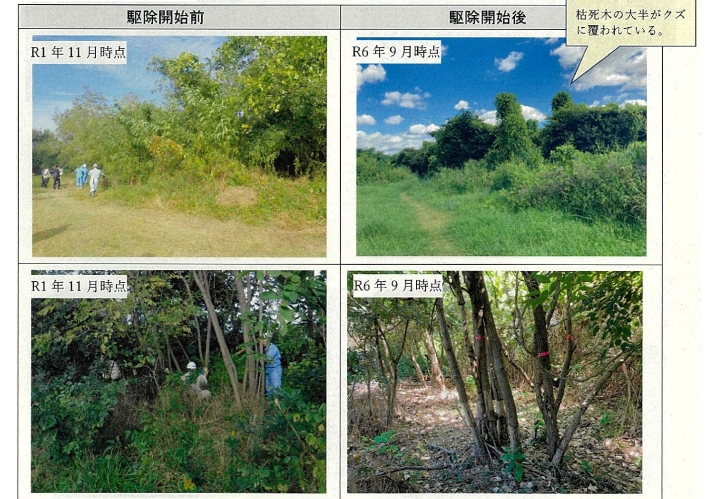 駆除開始前
駆除開始後
枯死木の大半がクズ
に覆われている。
R1 年 11 月時点
R6 年 9 月時点
R1 年 11 月時点
R6 年 9 月時点